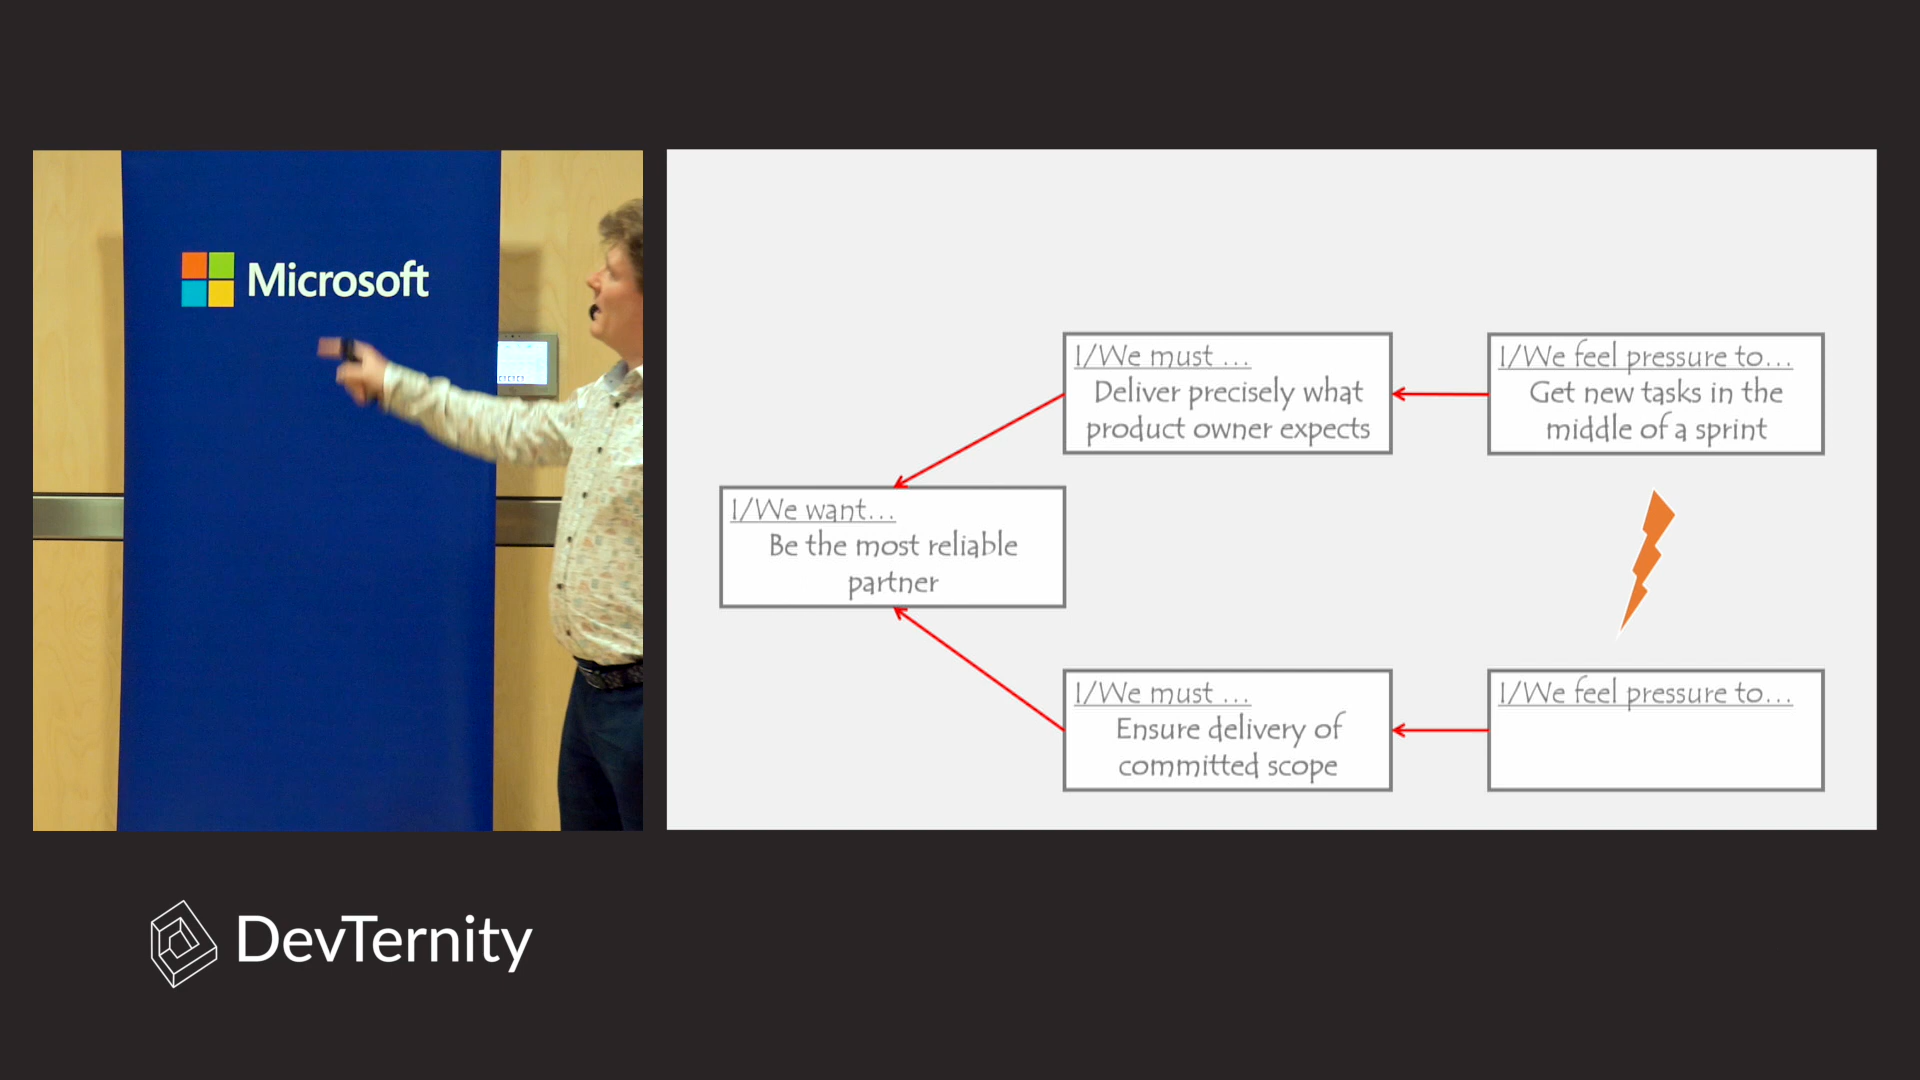 Microsoft
I/We must ...
Deliver precisely what
product owner expects
I/We feel pressure to...
Get new tasks in the
middle of a sprint
I/We want...
Be the most reliable
partner
I/We must ...
Ensure delivery of
committed scope
I/We feel pressure to...
DevTernity